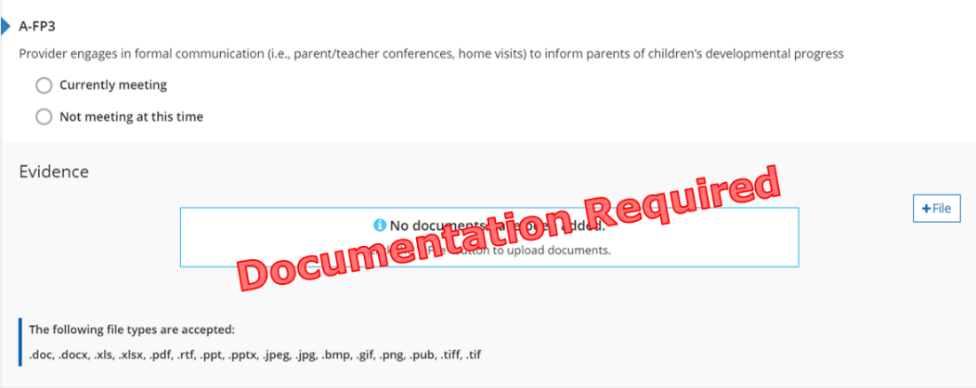 A-FP3
Provider engages in formal communication (i.e., parent/teacher conferences, home visits) to inform parents of children's developmental progress
Currently meeting
Not meeting at this time
Evidence
+File
No documents added.
to upload documents.
Documentation Required
The following file types are accepted:
.doc, .docx, .xls, .xlsx, .pdf, .rtf, .ppt, .pptx, .jpeg, .jpg, .bmp, .gif, .png, .pub, .tiff, .tif